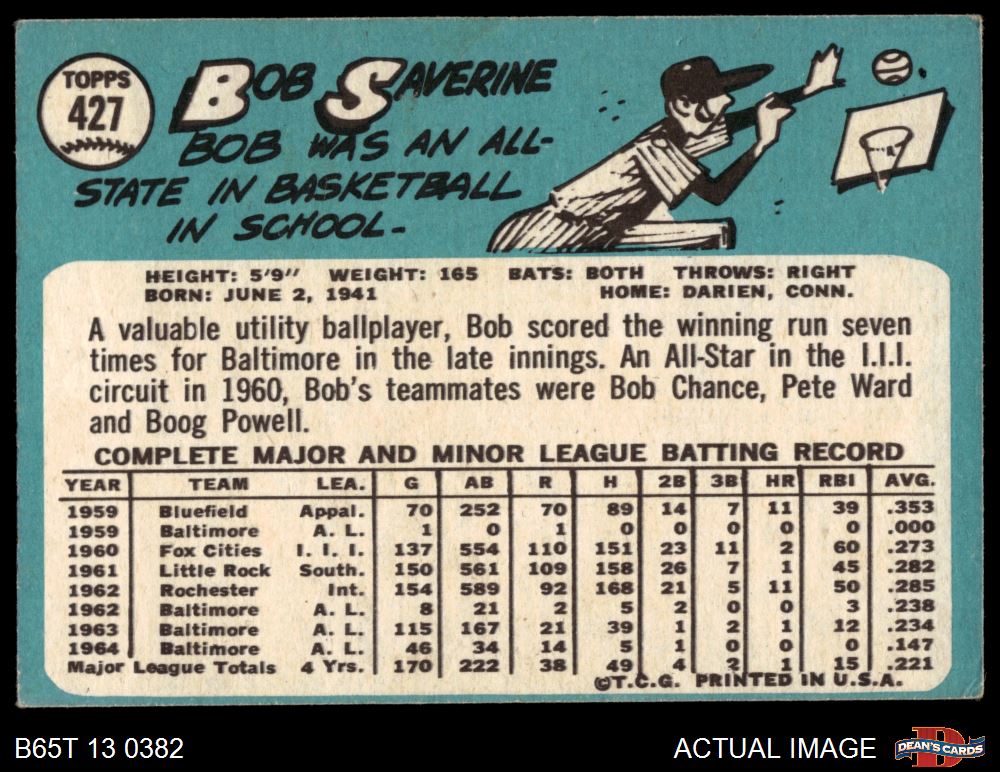 TOPPS
427
BOB SAVERINE
BOB WAS AN ALL-
STATE IN BASKETBALL
IN SCHOOL-
HEIGHT: 5'9" WEIGHT: 165 BATS: BOTH THROWS: RIGHT
BORN: JUNE 2, 1941 HOME: DARIEN, CONN.
A valuable utility ballplayer, Bob scored the winning run seven
times for Baltimore in the late innings. An All-Star in the I.I.I.
circuit in 1960, Bob's teammates were Bob Chance, Pete Ward
and Boog Powell.
COMPLETE MAJOR AND MINOR LEAGUE BATTING RECORD
YEAR TEAM LEA. G AB R H 2B 3B HR RBI AVG.
1959 Bluefield Appal. 70 252 70 89 14 7 11 39 .353
1959 Baltimore A. L. 1 0 1 0 0 0 0 0 .000
1960 Fox Cities I. I. I. 137 554 110 151 23 11 2 60 .273
1961 Little Rock South. 150 561 109 158 26 7 1 45 .282
1962 Rochester Int. 154 589 92 168 21 5 11 50 .285
1962 Baltimore A. L. 8 21 2 5 2 0 0 3 .238
1963 Baltimore A. L. 115 167 21 39 1 2 1 12 .234
1964 Baltimore A. L. 46 34 14 5 1 0 0 0 .147
Major League Totals 4 Yrs. 170 222 38 49 4 2 1 15 .221
©T.C.G. PRINTED IN U.S.A.
B65T 13 0382 ACTUAL IMAGE
D
DEAN'S CARDS